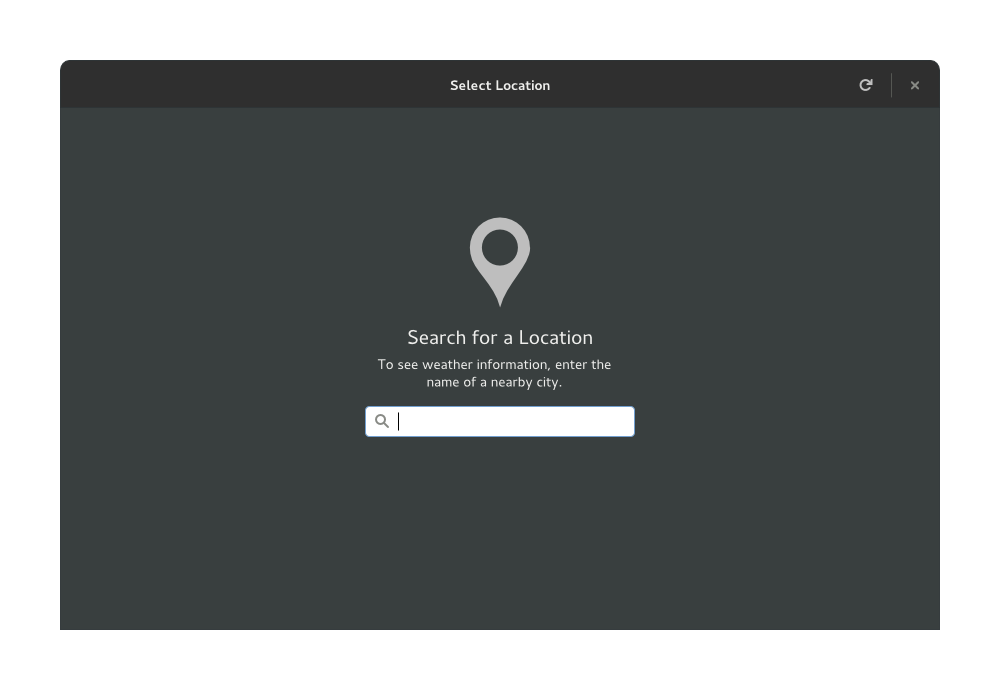 Select Location
Search for a Location
To see weather information, enter the
name of a nearby city.